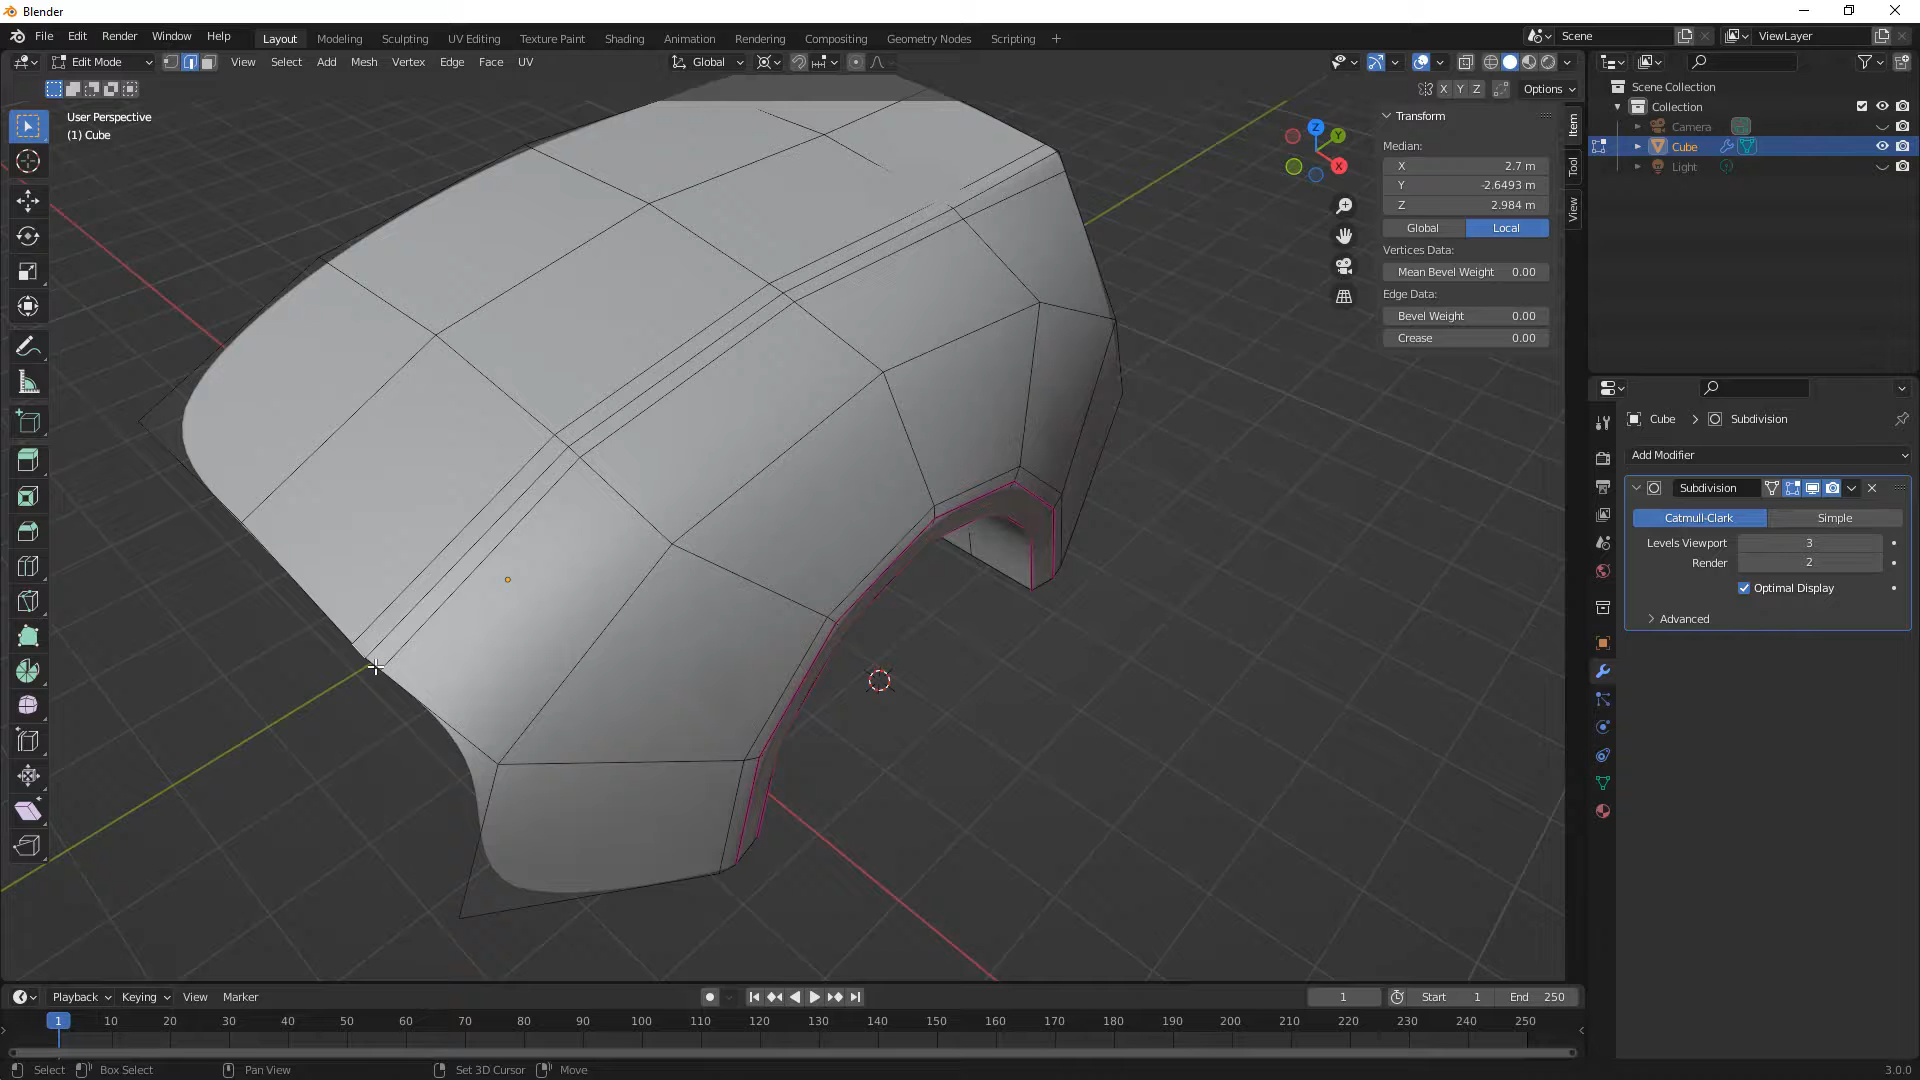 Blender
File Edit Render Window Help
Layout Modeling Sculpting UV Editing Texture Paint Shading Animation Rendering Compositing Geometry Nodes Scripting +
Scene ViewLayer
Edit Mode View Select Add Mesh Vertex Edge Face UV Global
X Y Z Options
User Perspective
(1) Cube
Z Y X
Transform
Median:
X 2.7 m
Y -2.6493 m
Z 2.984 m
Global Local
Vertices Data:
Mean Bevel Weight 0.00
Edge Data:
Bevel Weight 0.00
Crease 0.00
Item
Tool
View
Scene Collection
Collection
Camera
Cube
Light
Cube > Subdivision
Add Modifier
Subdivision
Catmull-Clark Simple
Levels Viewport 3
Render 2
Optimal Display
Advanced
Playback Keying View Marker
1 Start 1 End 250
1 10 20 30 40 50 60 70 80 90 100 110 120 130 140 150 160 170 180 190 200 210 220 230 240 250
Select Box Select Pan View Set 3D Cursor Move 3.0.0